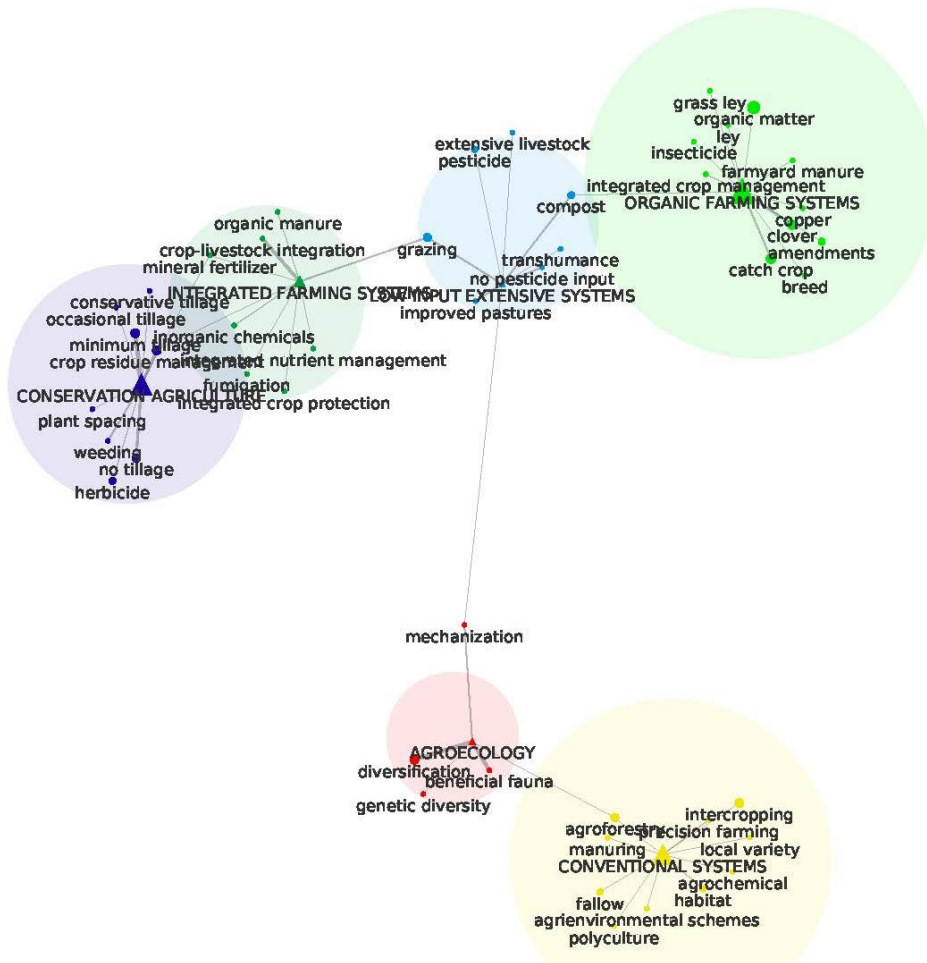 grass ley
organic matter
ley
insecticide
farmyard manure
integrated crop management
ORGANIC FARMING SYSTEMS
copper
clover
amendments
catch crop
breed
extensive livestock
pesticide
compost
grazing
transhumance
no pesticide input
LOW INPUT EXTENSIVE SYSTEMS
improved pastures
organic manure
crop-livestock integration
mineral fertilizer
INTEGRATED FARMING SYSTEMS
inorganic chemicals
integrated nutrient management
fumigation
integrated crop protection
conservative tillage
occasional tillage
minimum tillage
crop residue management
CONSERVATION AGRICULTURE
plant spacing
weeding
no tillage
herbicide
mechanization
AGROECOLOGY
diversification
beneficial fauna
genetic diversity
intercropping
agroforestry
precision farming
manuring
local variety
CONVENTIONAL SYSTEMS
agrochemical
habitat
fallow
agrienvironmental schemes
polyculture